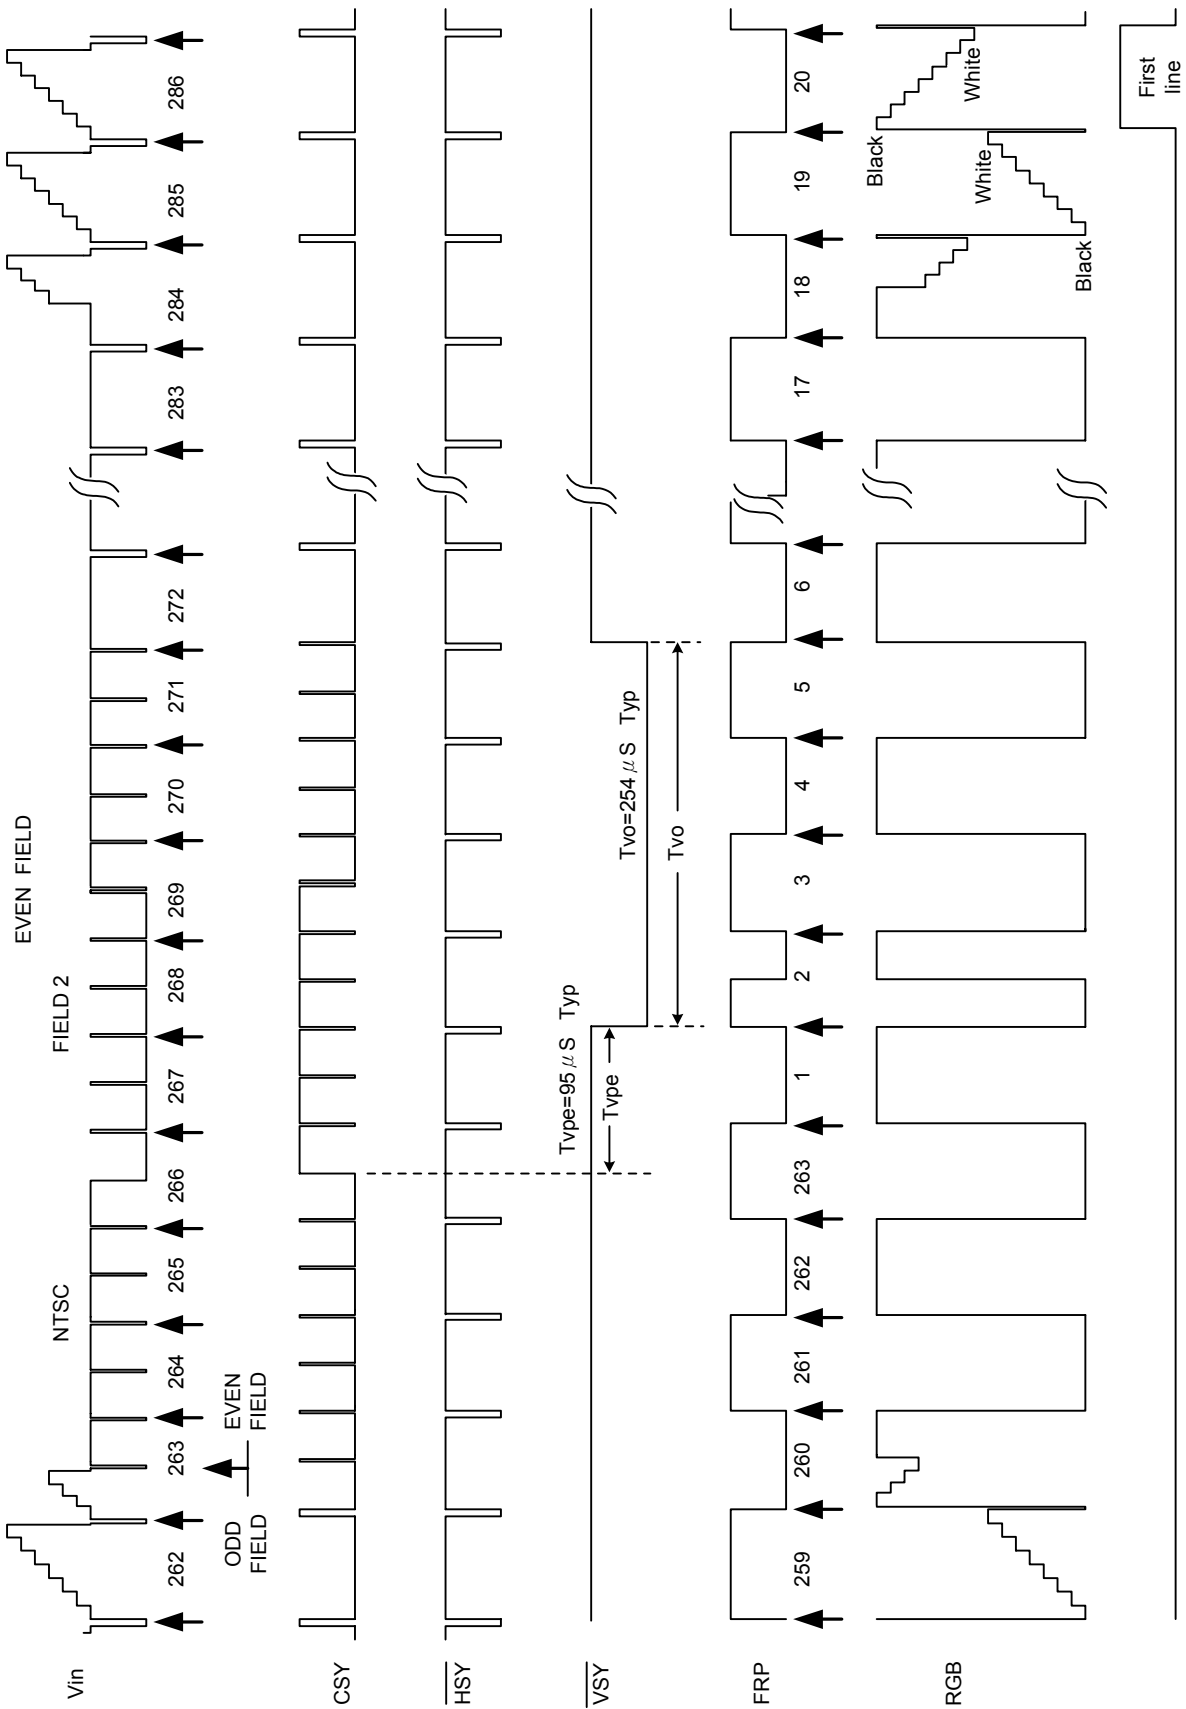 EVEN FIELD
NTSC
FIELD 2
Vin
262
263
264
265
266
267
268
269
270
271
272
283
284
285
286
ODD
FIELD
EVEN
FIELD
CSY
HSY
Tvpe=95μS Typ
Tvpe
Tvo=254μS Typ
Tvo
VSY
FRP
259
260
261
262
263
1
2
3
4
5
6
17
18
19
20
RGB
Black
White
White
Black
First
line